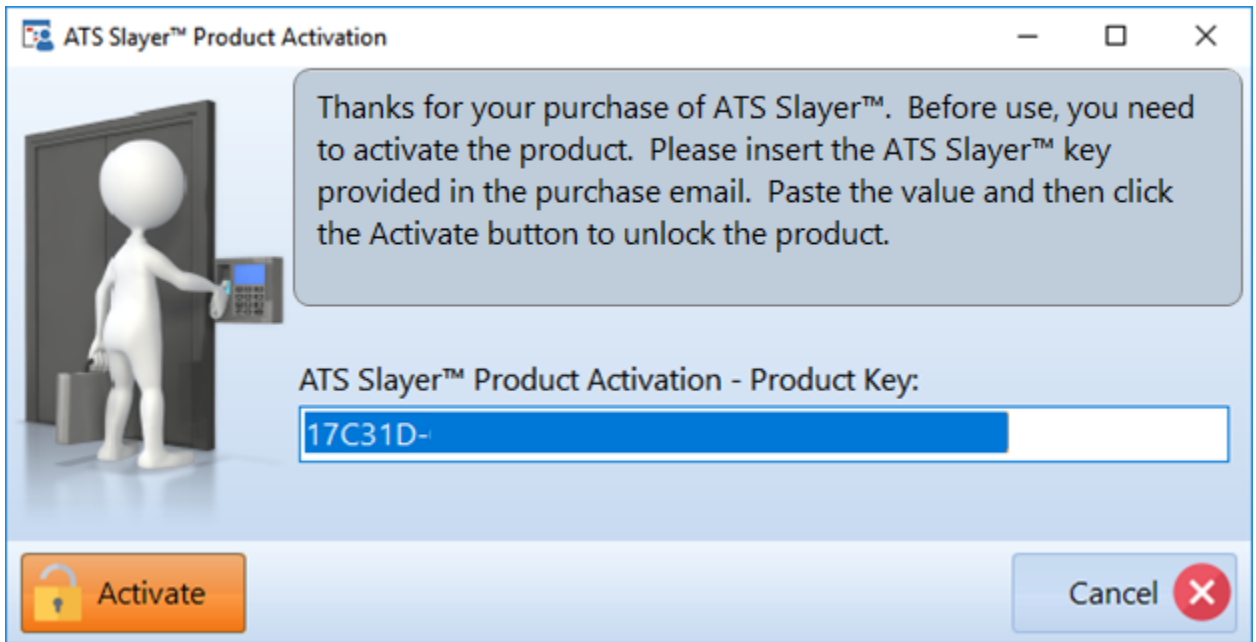 ATS Slayer™ Product Activation
Thanks for your purchase of ATS Slayer™.  Before use, you need
to activate the product.  Please insert the ATS Slayer™ key
provided in the purchase email.  Paste the value and then click
the Activate button to unlock the product.
ATS Slayer™ Product Activation - Product Key:
17C31D-
Activate
Cancel